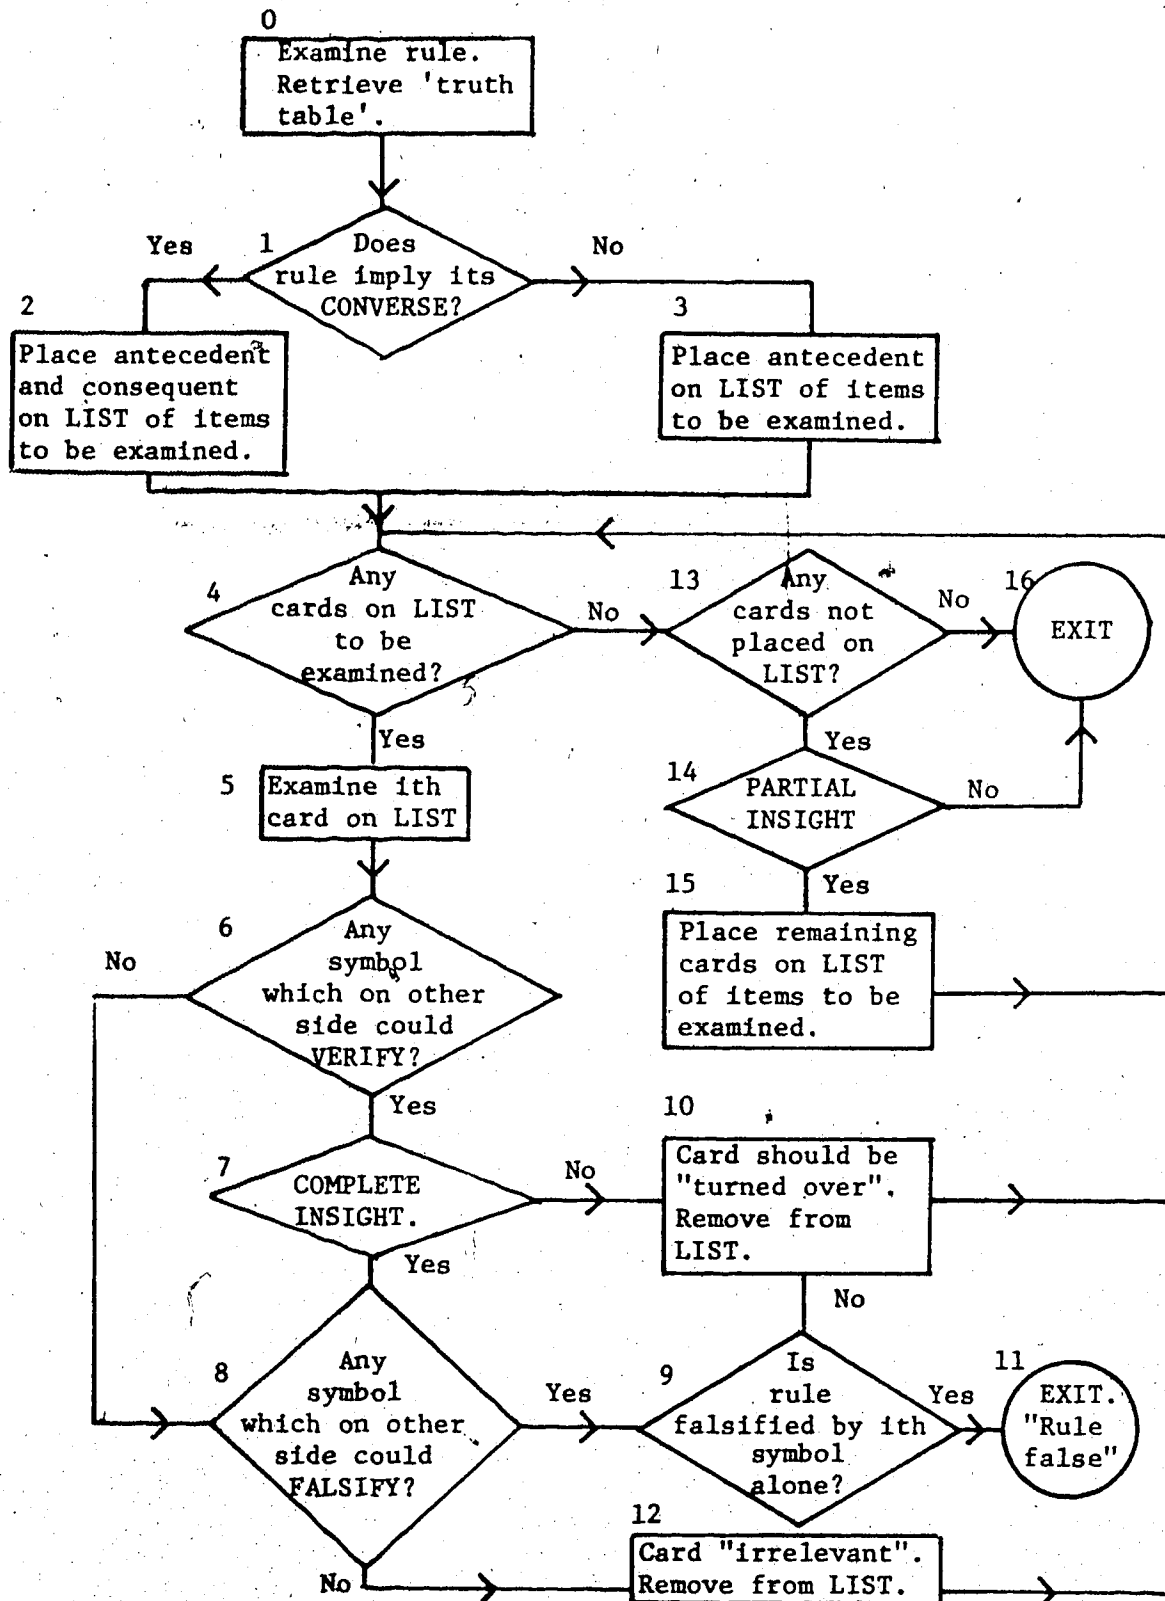 0
Examine rule.
Retrieve 'truth
table'.
Yes
1
Does
rule imply its
CONVERSE?
No
2
Place antecedent
and consequent
on LIST of items
to be examined.
3
Place antecedent
on LIST of items
to be examined.
4
Any
cards on LIST
to be
examined?
No
13
Any
cards not
placed on
LIST?
No
16
EXIT
Yes
5
Examine ith
card on LIST
Yes
14
PARTIAL
INSIGHT
No
Yes
15
Place remaining
cards on LIST
of items to be
examined.
6
Any
symbol
which on other
side could
VERIFY?
No
Yes
7
COMPLETE
INSIGHT.
No
10
Card should be
"turned over".
Remove from
LIST.
Yes
No
8
Any
symbol
which on other
side could
FALSIFY?
Yes
9
Is
rule
falsified by ith
symbol
alone?
Yes
11
EXIT.
"Rule
false"
No
12
Card "irrelevant".
Remove from LIST.